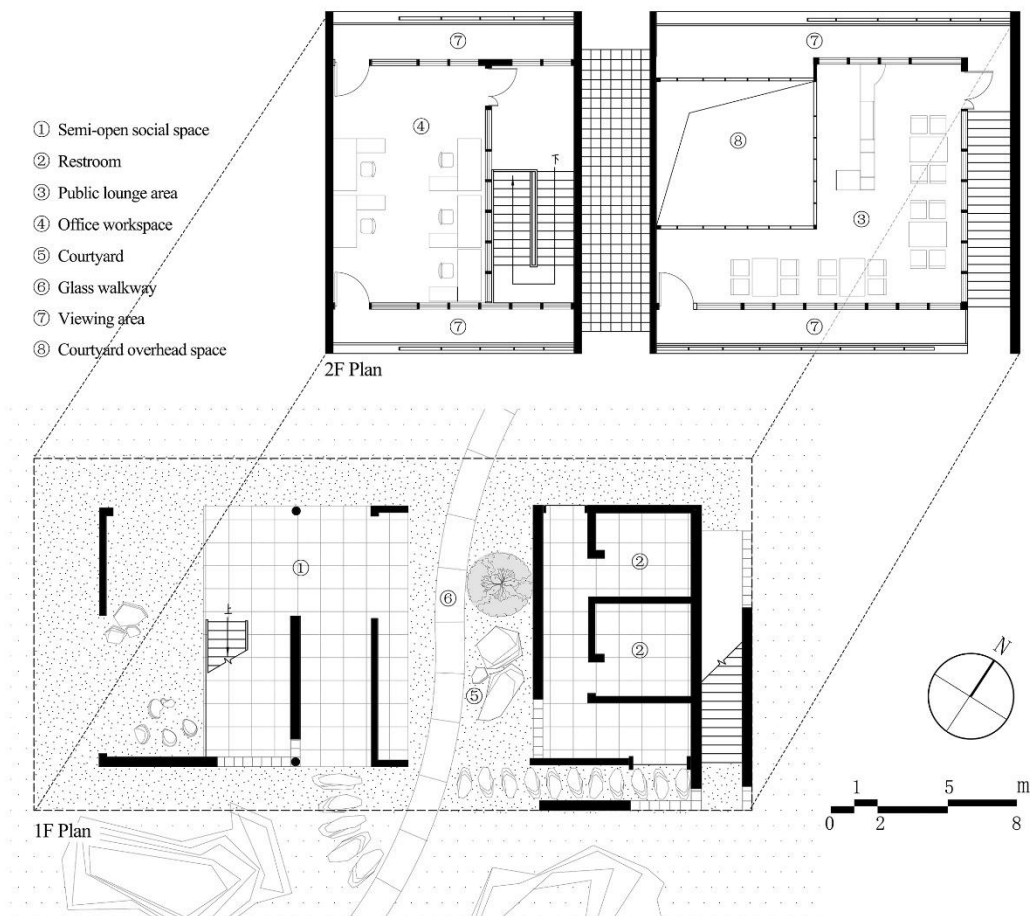 ① Semi-open social space
② Restroom
③ Public lounge area
④ Office workspace
⑤ Courtyard
⑥ Glass walkway
⑦ Viewing area
⑧ Courtyard overhead space
⑦
⑦
④
⑧
下
③
⑦
⑦
2F Plan
①
②
⑥
上
②
⑤
N
1F Plan
1 5 m
0 2 8